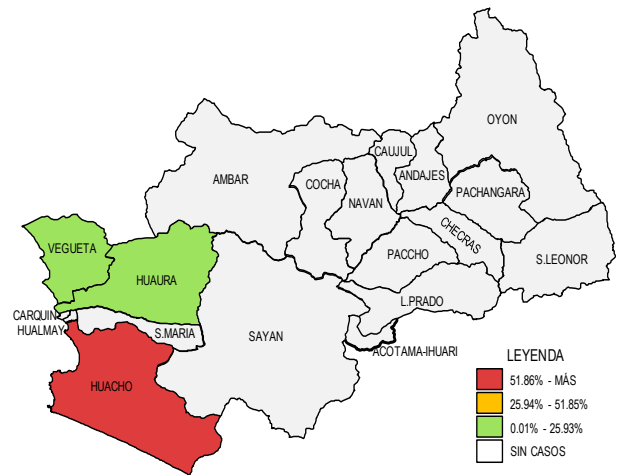 OYON
CAUJUL
ANDAJES
AMBAR
COCHA
NAVAN
PACHANGARA
CHECRAS
VEGUETA
HUAURA
PACCHO
S.LEONOR
L.PRADO
CARQUIN
HUALMAY
S.MARIA
SAYAN
ACOTAMA-IHUARI
HUACHO
LEYENDA
51.86% - MÁS
25.94% - 51.85%
0.01% - 25.93%
SIN CASOS